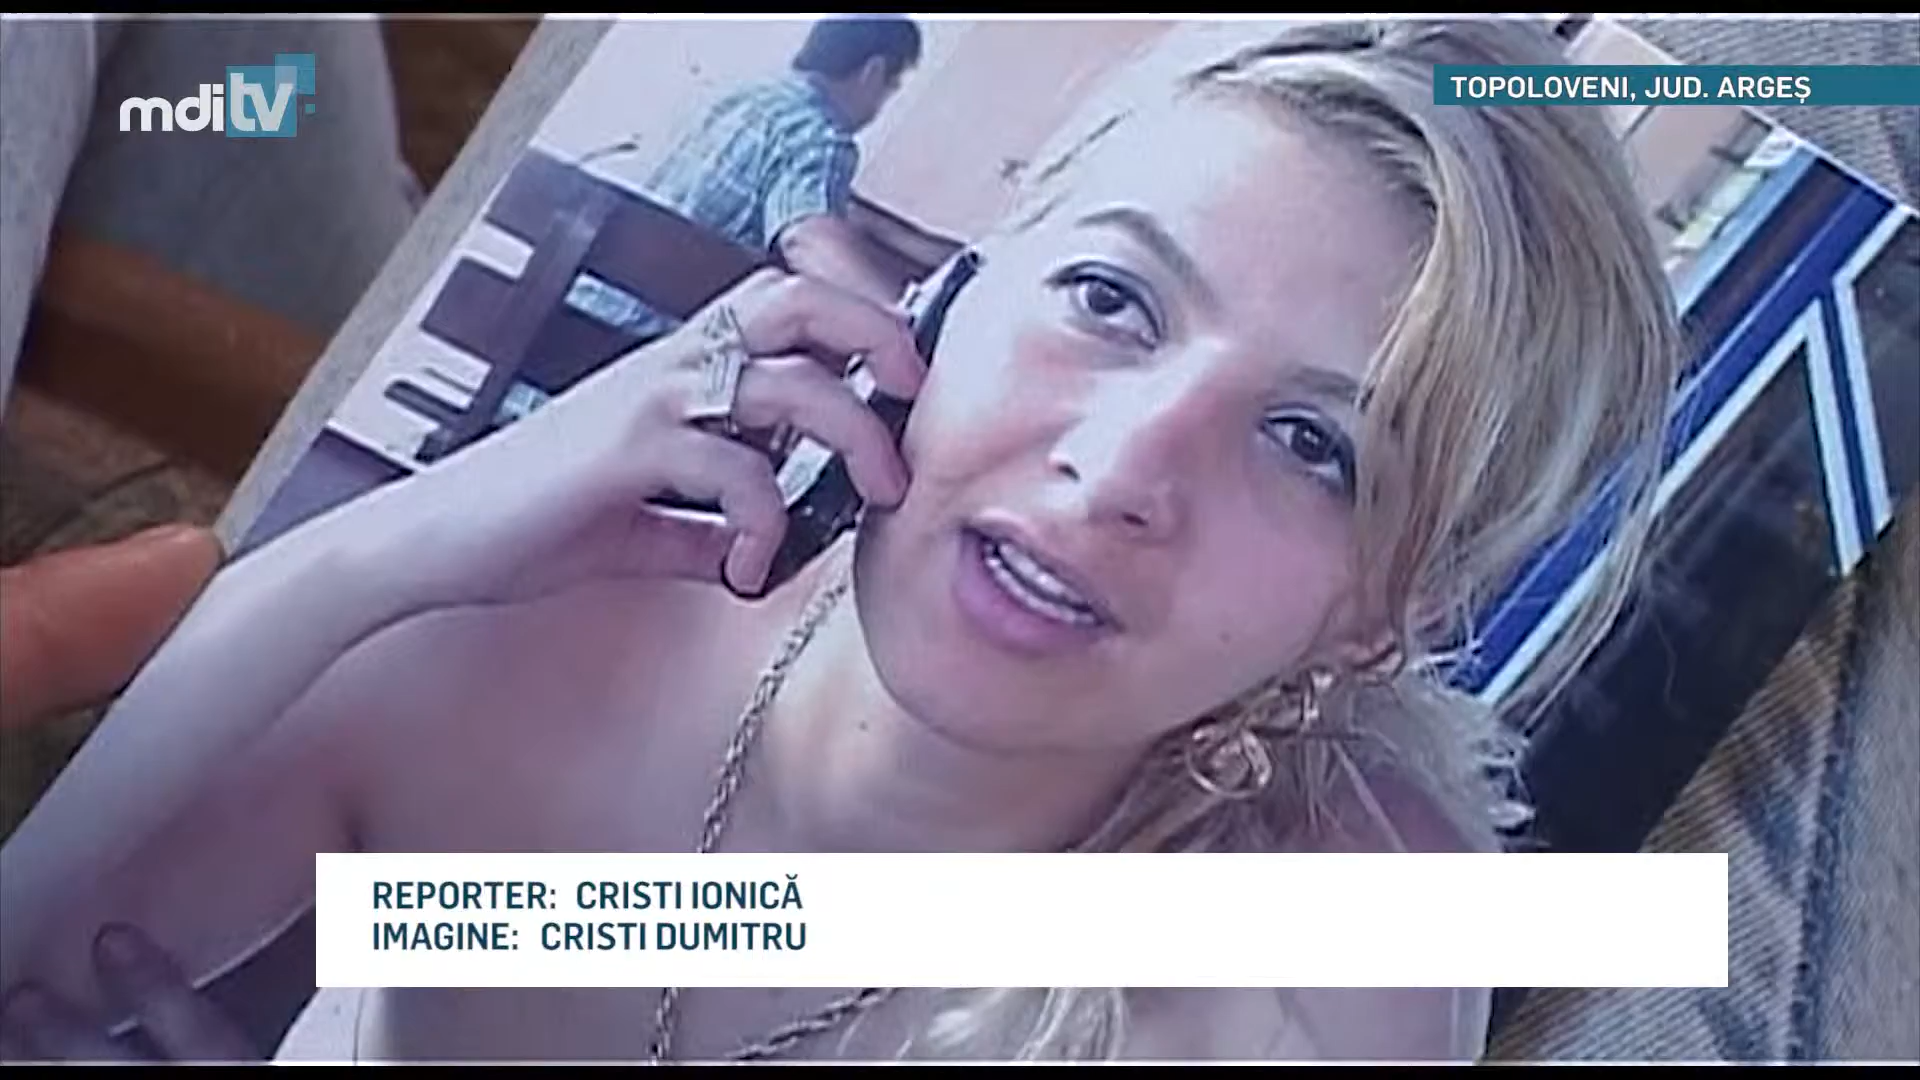 mditv
TOPOLOVENI, JUD. ARGEȘ
REPORTER: CRISTI IONICĂ
IMAGINE: CRISTI DUMITRU